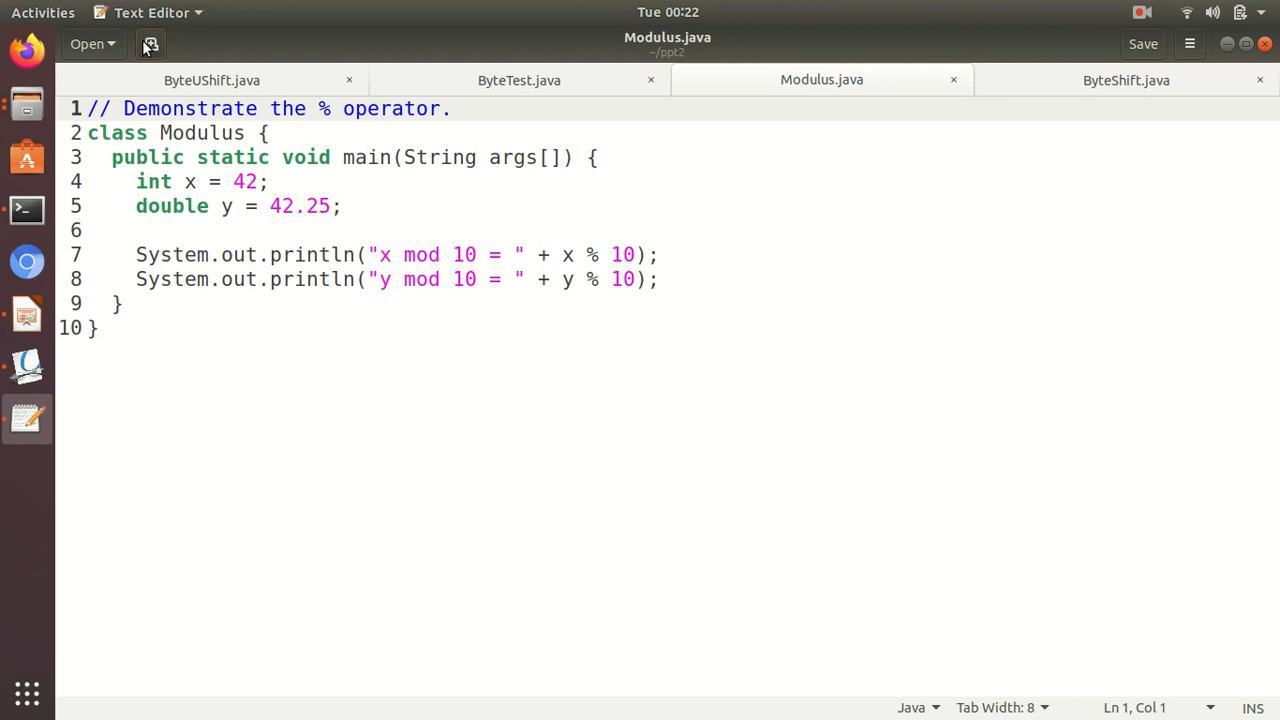 Activities Text Editor Tue 00:22
Open Modulus.java Save
~/ppt2
ByteUShift.java × ByteTest.java × Modulus.java × ByteShift.java ×
1 // Demonstrate the % operator.
2 class Modulus {
3 public static void main(String args[]) {
4 int x = 42;
5 double y = 42.25;
6
7 System.out.println("x mod 10 = " + x % 10);
8 System.out.println("y mod 10 = " + y % 10);
9 }
10 }
Java Tab Width: 8 Ln 1, Col 1 INS